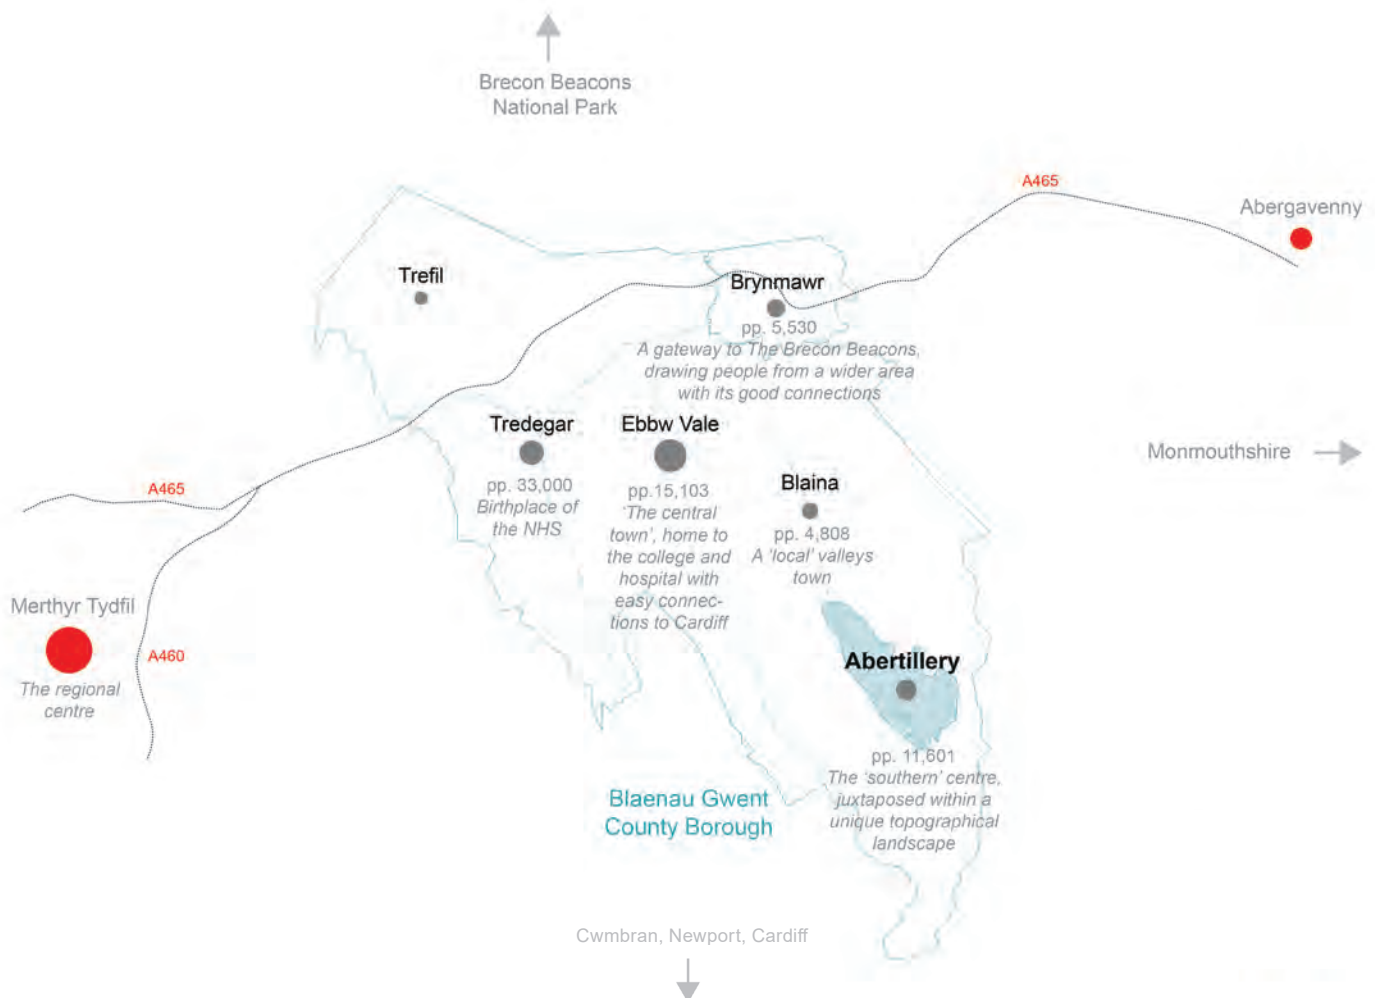 Brecon Beacons
National Park
A465
Abergavenny
Trefil
Brynmawr
pp. 5,530
A gateway to The Brecon Beacons,
drawing people from a wider area
with its good connections
Tredegar
pp. 33,000
Birthplace of
the NHS
Ebbw Vale
pp.15,103
'The central
town', home to
the college and
hospital with
easy connec-
tions to Cardiff
Monmouthshire
Blaina
pp. 4,808
A 'local' valleys
town
A465
Merthyr Tydfil
The regional
centre
A460
Abertillery
pp. 11,601
The 'southern' centre,
juxtaposed within a
unique topographical
landscape
Blaenau Gwent
County Borough
Cwmbran, Newport, Cardiff